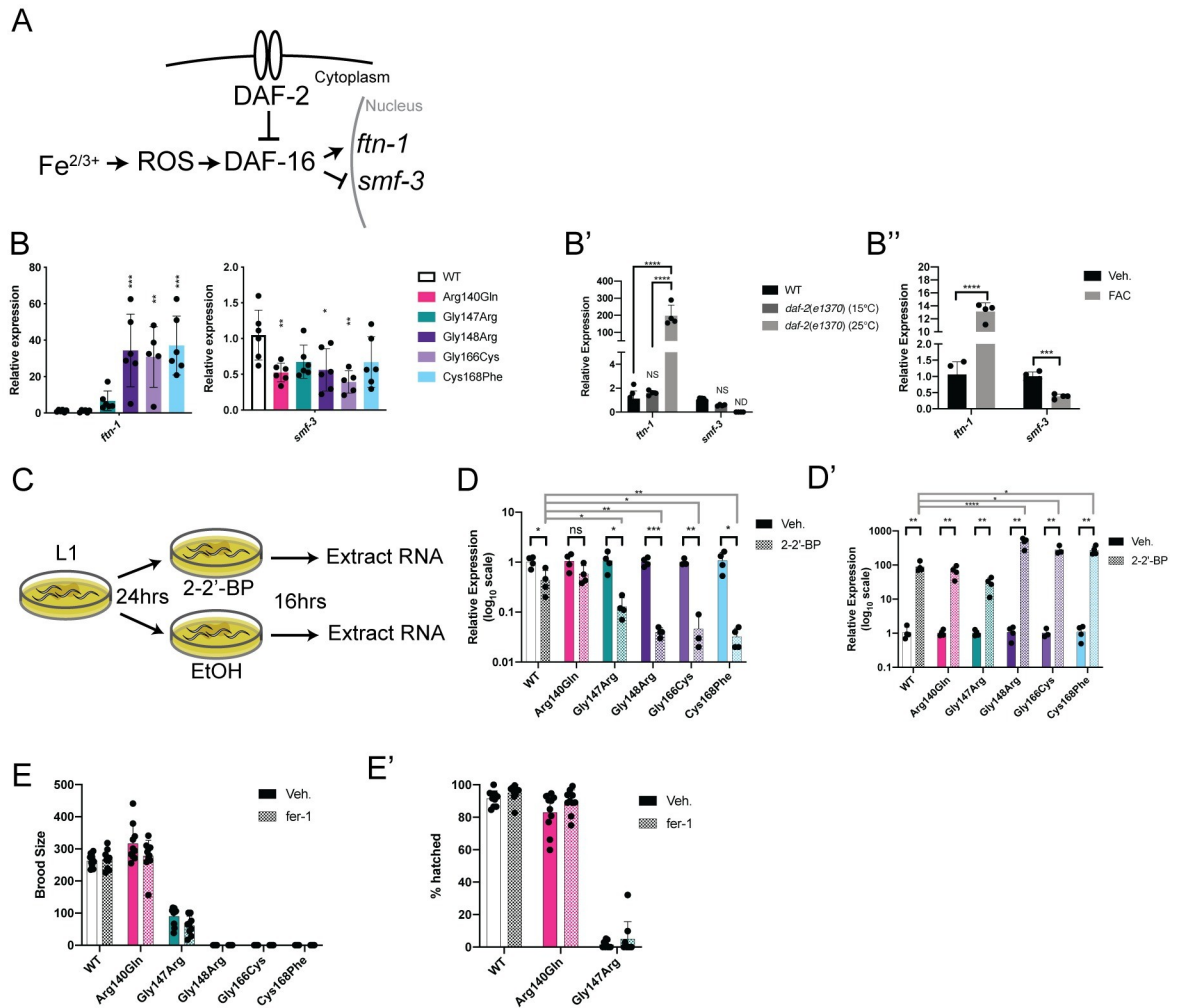 A
Cytoplasm
DAF-2
Nucleus
Fe2/3+
ROS
DAF-16
ftn-1
smf-3
B
Relative expression
80
60
40
20
0
***
**
***
ftn-1
Relative expression
2.0
1.5
1.0
0.5
0.0
**
*
**
smf-3
WT
Arg140Gln
Gly147Arg
Gly148Arg
Gly166Cys
Cys168Phe
B'
Relative Expression
400
300
200
100
4
2
0
****
****
NS
NS
ND
ftn-1
smf-3
WT
daf-2(e1370) (15°C)
daf-2(e1370) (25°C)
B''
Relative Expression
20
18
16
14
12
10
2.0
1.5
1.0
0.5
0.0
****
***
ftn-1
smf-3
Veh.
FAC
C
L1
24hrs
2-2'-BP
EtOH
16hrs
Extract RNA
Extract RNA
D
Relative Expression
(log10 scale)
10
1
0.1
0.01
**
*
**
*
*
ns
*
***
**
*
WT
Arg140Gln
Gly147Arg
Gly148Arg
Gly166Cys
Cys168Phe
Veh.
2-2'-BP
D'
Relative Expression
(log10 scale)
1000
100
10
1
0.1
*
*
****
**
**
**
**
**
**
WT
Arg140Gln
Gly147Arg
Gly148Arg
Gly166Cys
Cys168Phe
Veh.
2-2'-BP
E
Brood Size
500
400
300
200
100
0
WT
Arg140Gln
Gly147Arg
Gly148Arg
Gly166Cys
Cys168Phe
Veh.
fer-1
E'
% hatched
100
80
60
40
20
0
WT
Arg140Gln
Gly147Arg
Veh.
fer-1